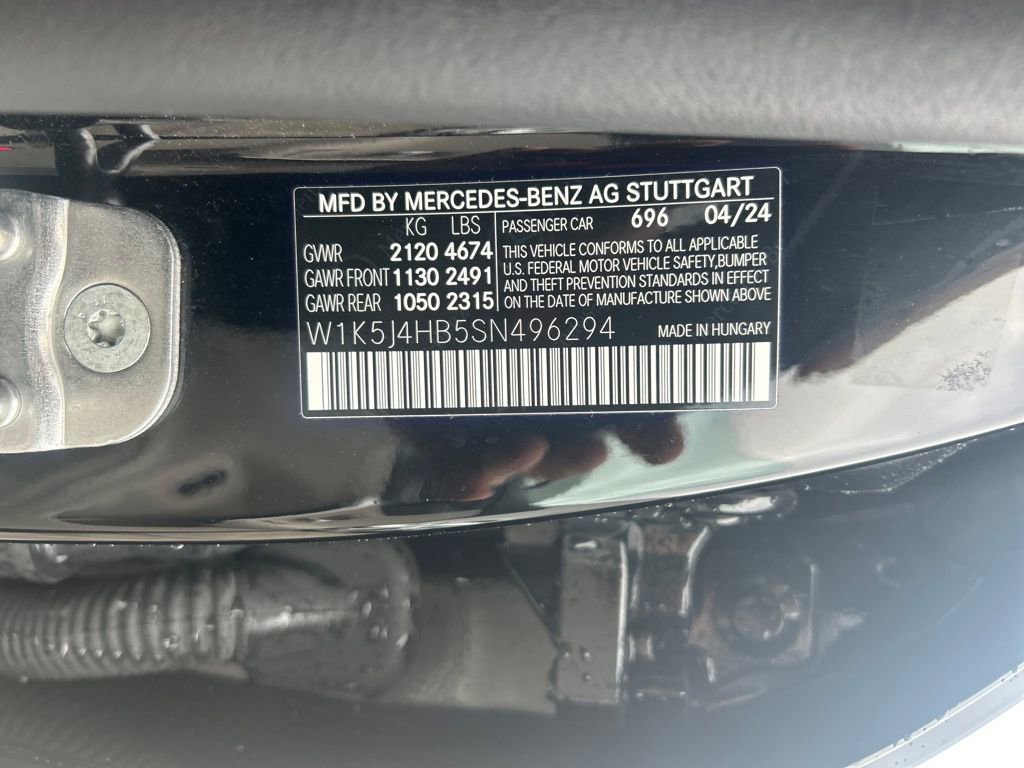 MFD BY MERCEDES-BENZ AG STUTTGART
KG LBS
GVWR 2120 4674
GAWR FRONT 1130 2491
GAWR REAR 1050 2315
PASSENGER CAR 696 04/24
THIS VEHICLE CONFORMS TO ALL APPLICABLE
U.S. FEDERAL MOTOR VEHICLE SAFETY,BUMPER
AND THEFT PREVENTION STANDARDS IN EFFECT
ON THE DATE OF MANUFACTURE SHOWN ABOVE
W1K5J4HB5SN496294 MADE IN HUNGARY